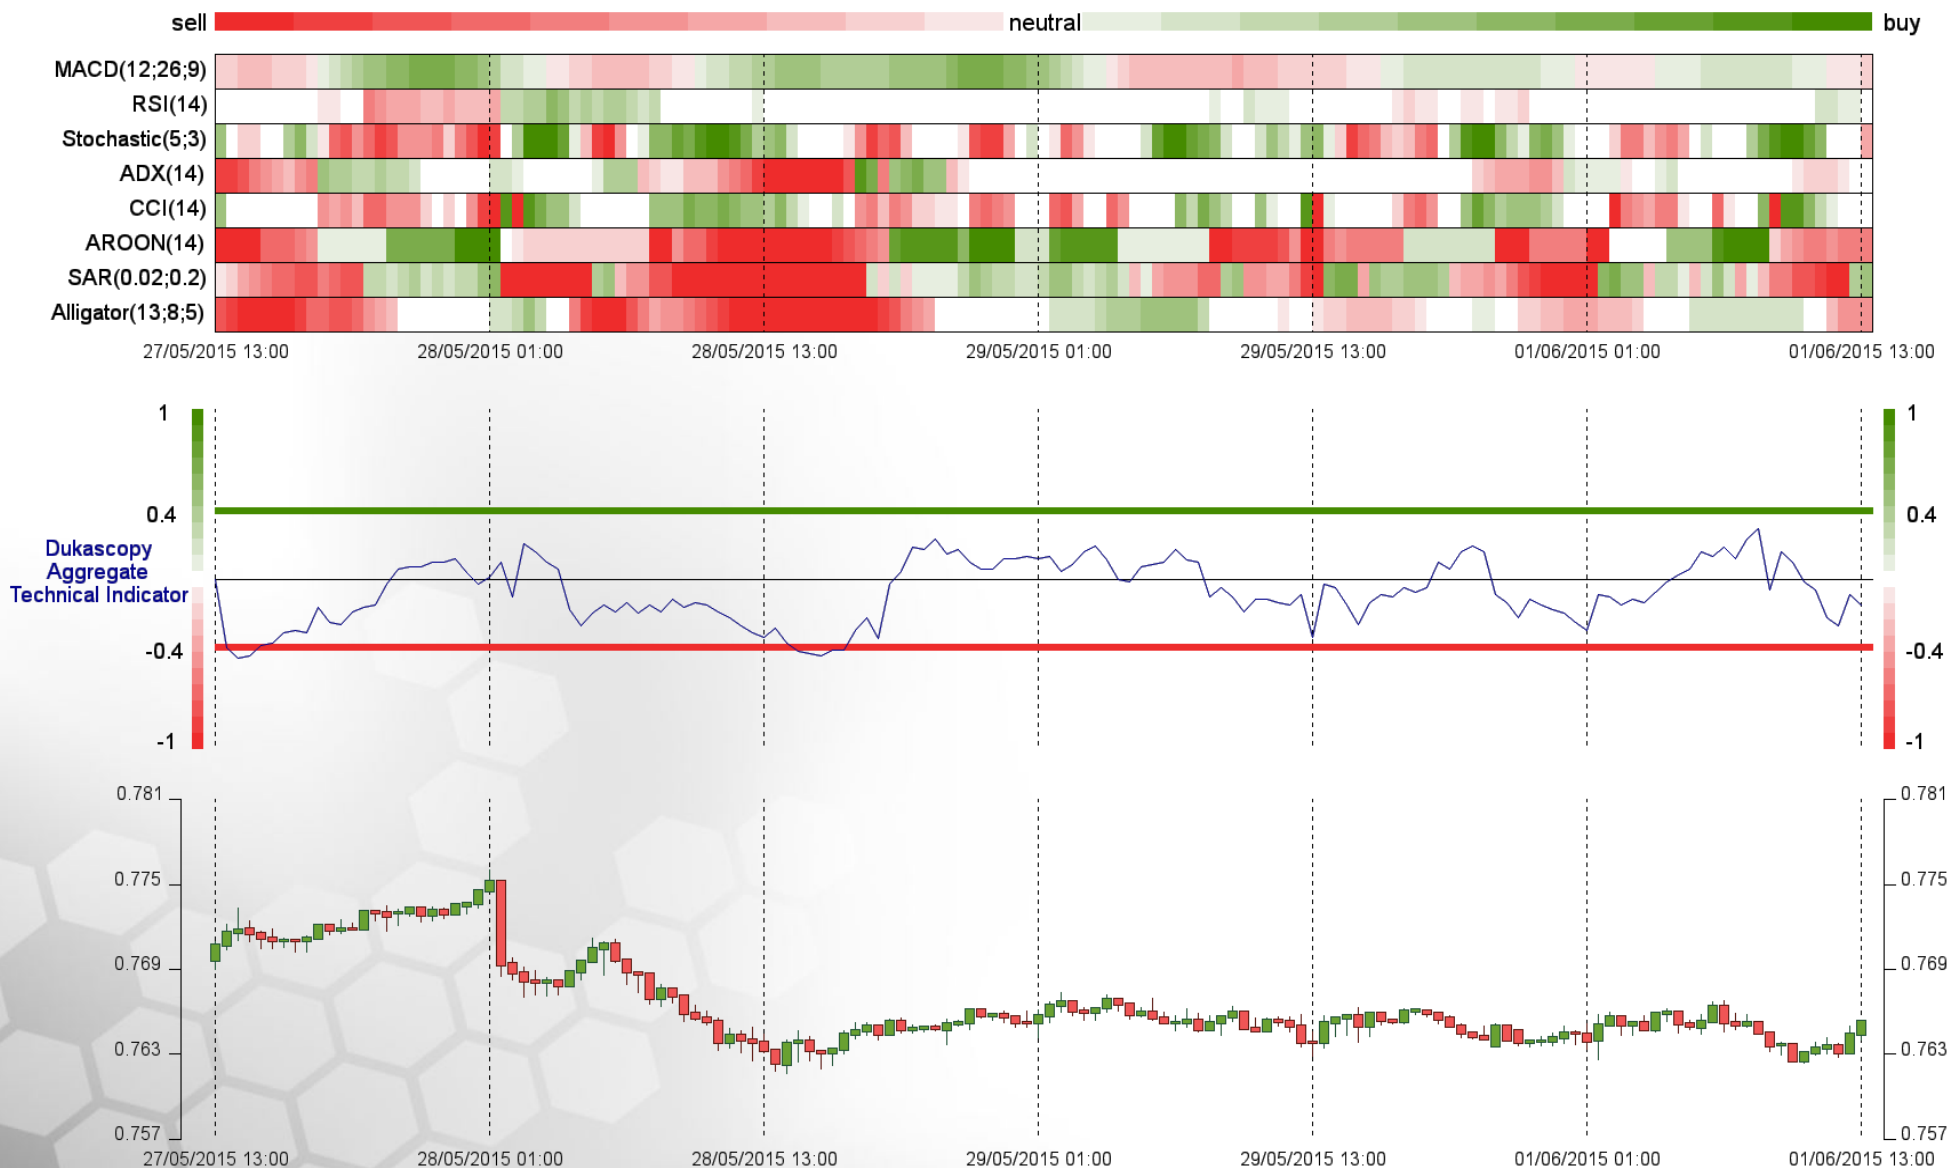 sell neutral buy
MACD(12;26;9)
RSI(14)
Stochastic(5;3)
ADX(14)
CCI(14)
AROON(14)
SAR(0.02;0.2)
Alligator(13;8;5)
27/05/2015 13:00 28/05/2015 01:00 28/05/2015 13:00 29/05/2015 01:00 29/05/2015 13:00 01/06/2015 01:00 01/06/2015 13:00
1 1
0.4 0.4
Dukascopy
Aggregate
Technical Indicator
-0.4 -0.4
-1 -1
0.781 0.781
0.775 0.775
0.769 0.769
0.763 0.763
0.757 0.757
27/05/2015 13:00 28/05/2015 01:00 28/05/2015 13:00 29/05/2015 01:00 29/05/2015 13:00 01/06/2015 01:00 01/06/2015 13:00